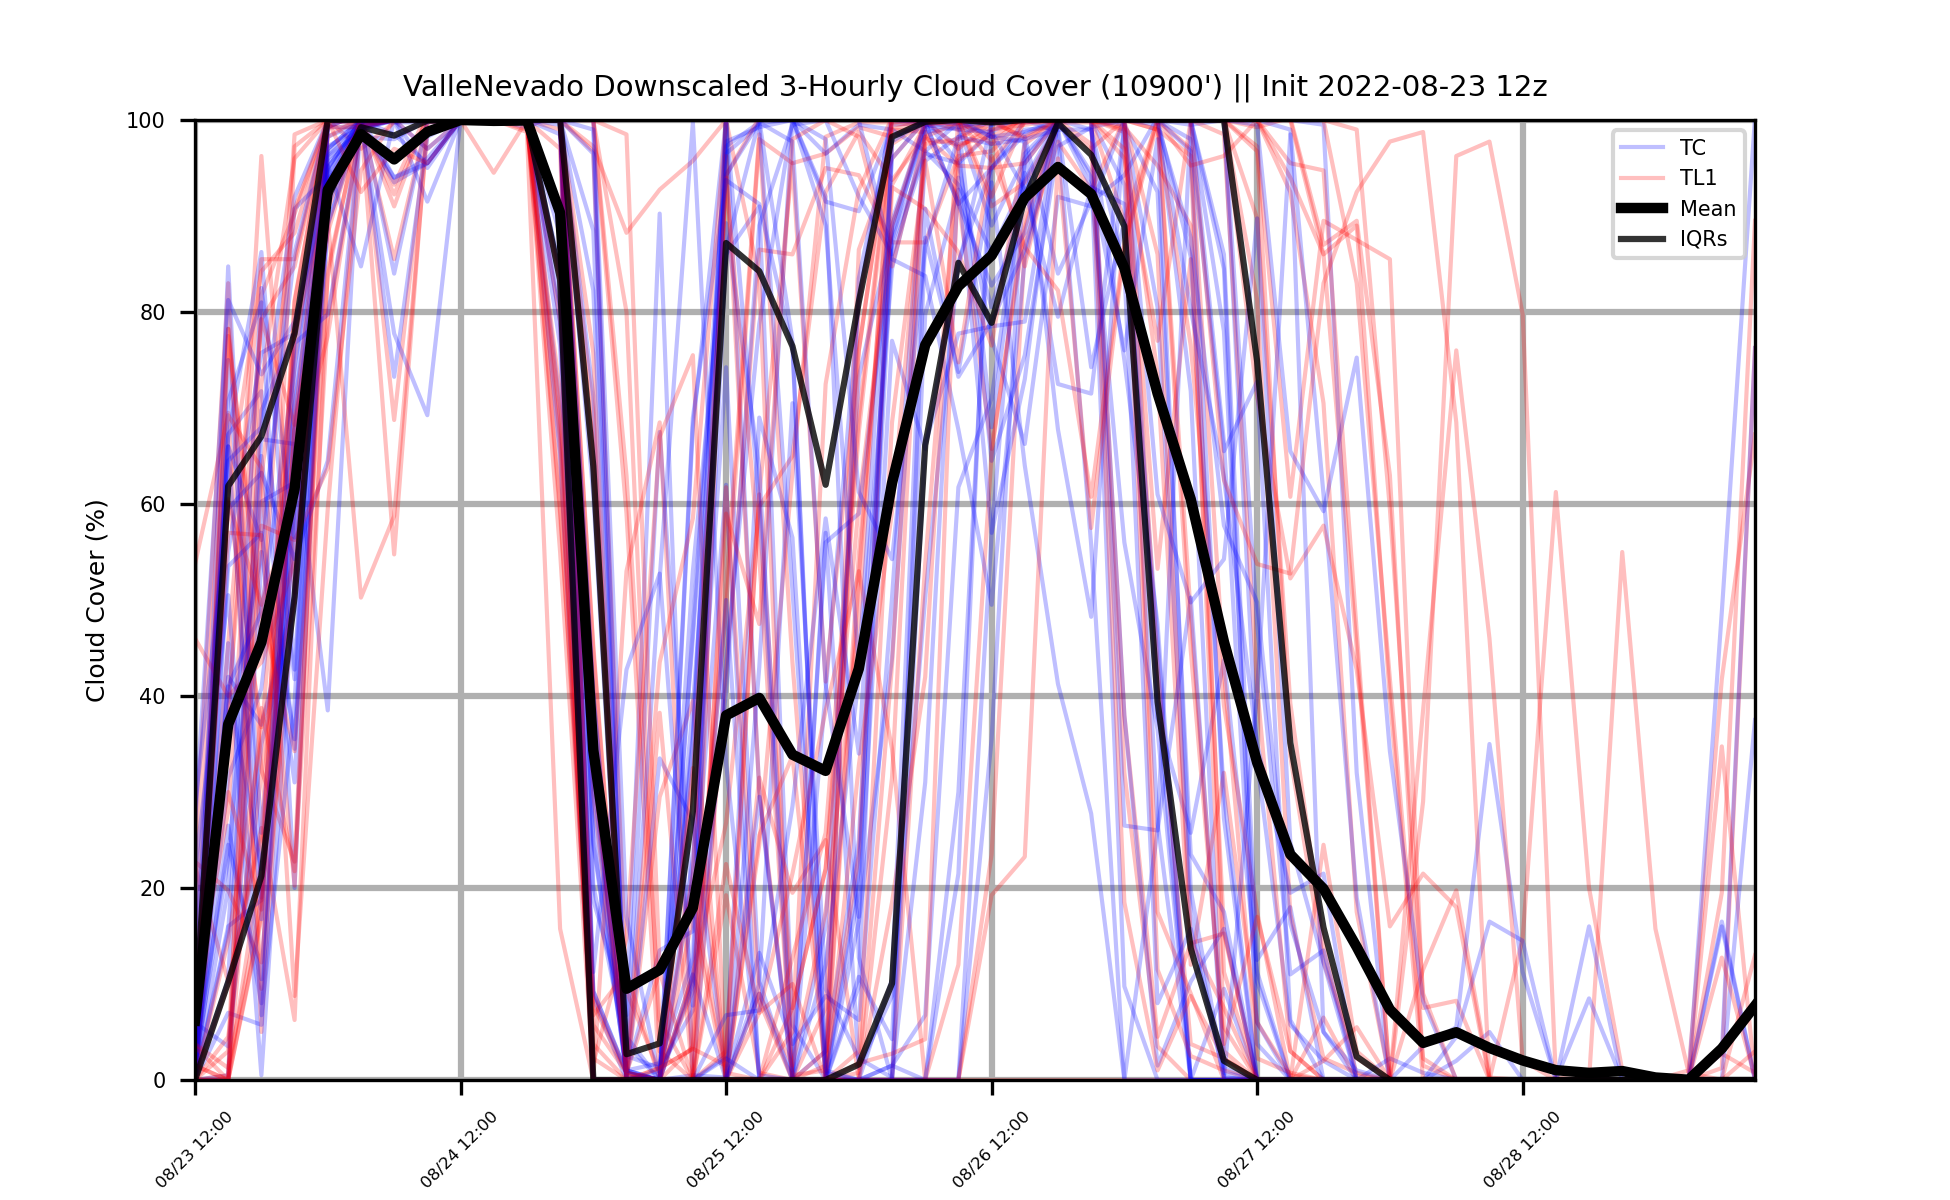 ValleNevado Downscaled 3-Hourly Cloud Cover (10900') || Init 2022-08-23 12z
100
80
60
40
20
0
Cloud Cover (%)
TC
TL1
Mean
IQRs
08/23 12:00
08/24 12:00
08/25 12:00
08/26 12:00
08/27 12:00
08/28 12:00